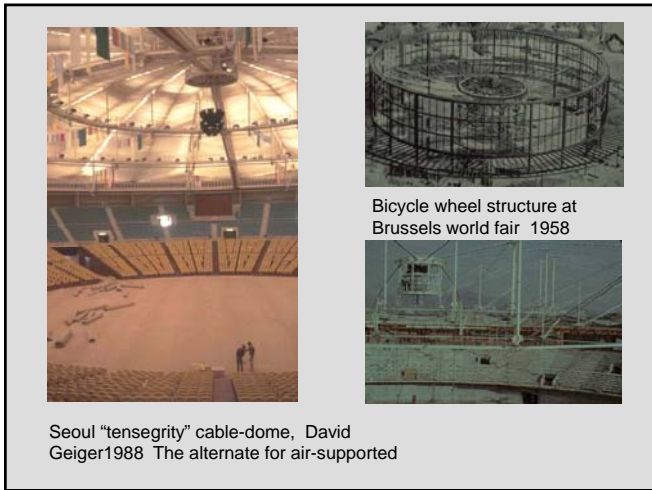 Bicycle wheel structure at
Brussels world fair  1958
Seoul “tensegrity” cable-dome,  David
Geiger1988  The alternate for air-supported